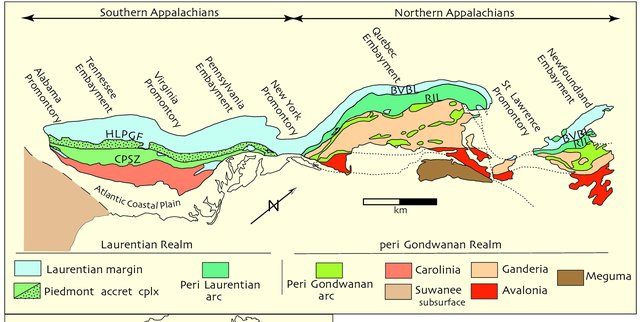 Southern Appalachians
Northern Appalachians
Alabama
Promontory
Tennessee
Embayment
Virginia
Promontory
Pennsylvania
Embayment
New York
Promontory
Quebec
Embayment
St Lawrence
Promontory
Newfoundland
Embayment
BVBL
RIL
BVBL
RIL
HLPGF
CPSZ
Atlantic Coastal Plain
N
km
Laurentian Realm
peri Gondwanan Realm
Laurentian margin
Piedmont accret cplx
Peri Laurentian
arc
Peri Gondwanan
arc
Carolinia
Suwanee
subsurface
Ganderia
Avalonia
Meguma